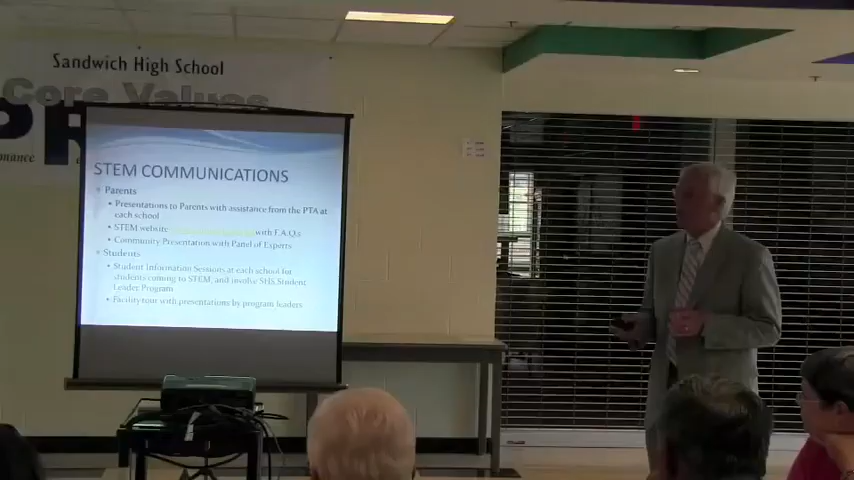 Sandwich High School
Core Values
STEM COMMUNICATIONS
Parents
Presentations to Parents with assistance from the PTA at
each school
STEM website with F.A.Q.s
Community Presentation with Panel of Experts
Students
Student Information Sessions at each school for
students coming to STEM, and involve SHS Student
Leader Program
Facility tour with presentations by program leaders